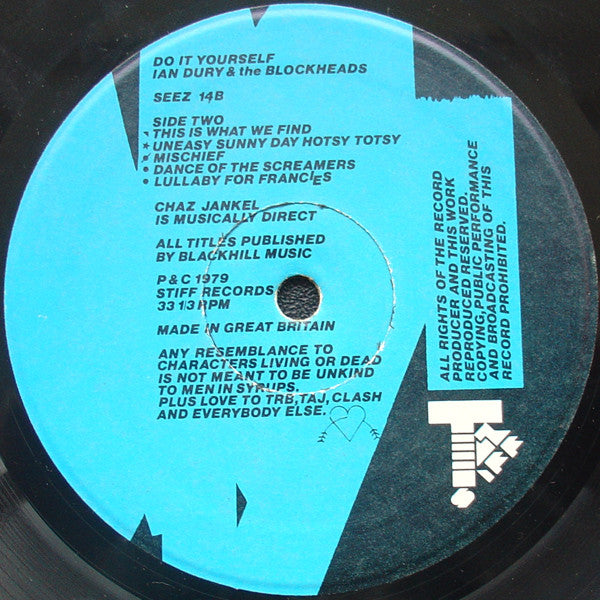 DO IT YOURSELF
IAN DURY & the BLOCKHEADS
SEEZ 14B
SIDE TWO
THIS IS WHAT WE FIND
UNEASY SUNNY DAY HOTSY TOTSY
MISCHIEF
DANCE OF THE SCREAMERS
LULLABY FOR FRANCIES
CHAZ JANKEL
IS MUSICALLY DIRECT
ALL TITLES PUBLISHED
BY BLACKHILL MUSIC
P & C 1979
STIFF RECORDS
33 13 RPM
MADE IN GREAT BRITAIN
ANY RESEMBLANCE TO
CHARACTERS LIVING OR DEAD
IS NOT MEANT TO BE UNKIND
TO MEN IN SYRUPS.
PLUS LOVE TO TRB,TAJ, CLASH
AND EVERYBODY ELSE.
ALL RIGHTS OF THE RECORD
PRODUCER AND THIS WORK
REPRODUCED RESERVED.
COPYING,PUBLIC PERFORMANCE
AND BROADCASTING OF THIS
RECORD PROHIBITED.